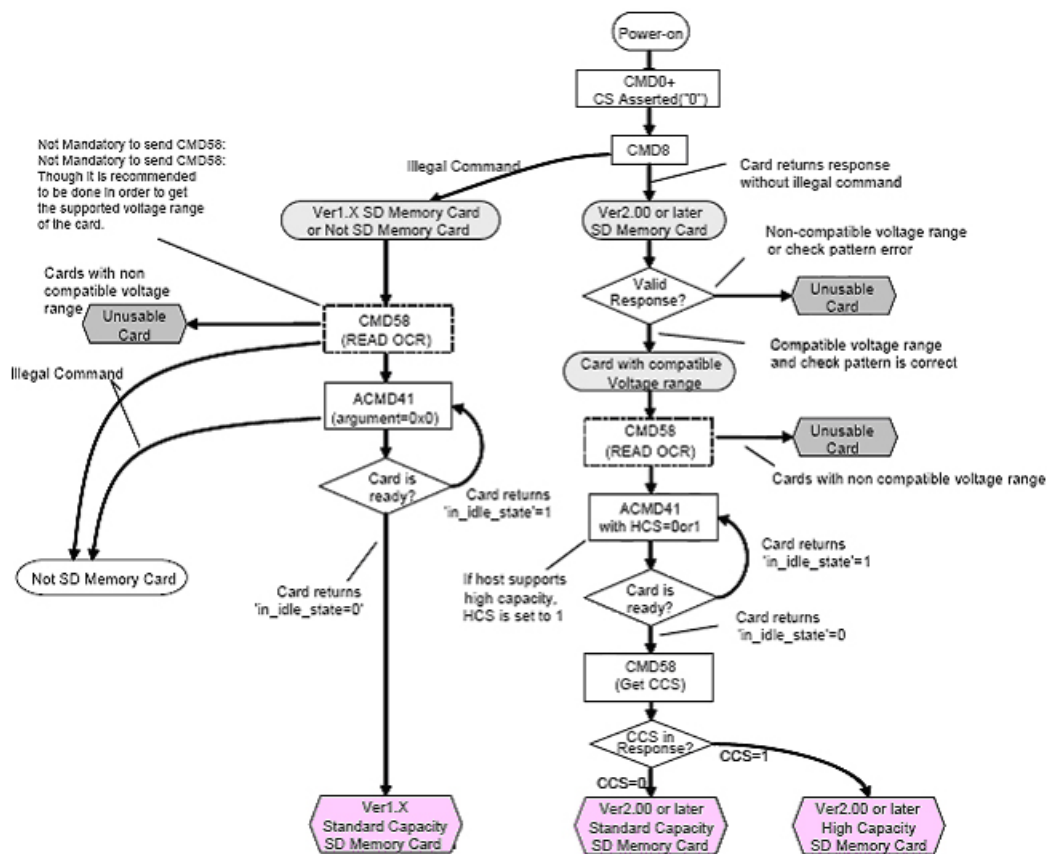 Power-on
CMD0+
CS Asserted("0")
CMD8
Illegal Command
Card returns response
without illegal command
Not Mandatory to send CMD58:
Not Mandatory to send CMD58:
Though it is recommended
to be done in order to get
the supported voltage range
of the card.
Ver1.X SD Memory Card
or Not SD Memory Card
Ver2.00 or later
SD Memory Card
Non-compatible voltage range
or check pattern error
Cards with non
compatible voltage
range
Unusable
Card
CMD58
(READ OCR)
Valid
Response?
Unusable
Card
Compatible voltage range
and check pattern is correct
Card with compatible
Voltage range
Illegal Command
ACMD41
(argument=0x0)
CMD58
(READ OCR)
Unusable
Card
Cards with non compatible voltage range
Card is
ready?
Card returns
'in_idle_state'=1
ACMD41
with HCS=0or1
Card returns
'in_idle_state'=1
Not SD Memory Card
Card returns
'in_idle_state=0'
If host supports
high capacity,
HCS is set to 1
Card is
ready?
Card returns
'in_idle_state'=0
CMD58
(Get CCS)
CCS in
Response?
CCS=0
CCS=1
Ver1.X
Standard Capacity
SD Memory Card
Ver2.00 or later
Standard Capacity
SD Memory Card
Ver2.00 or later
High Capacity
SD Memory Card